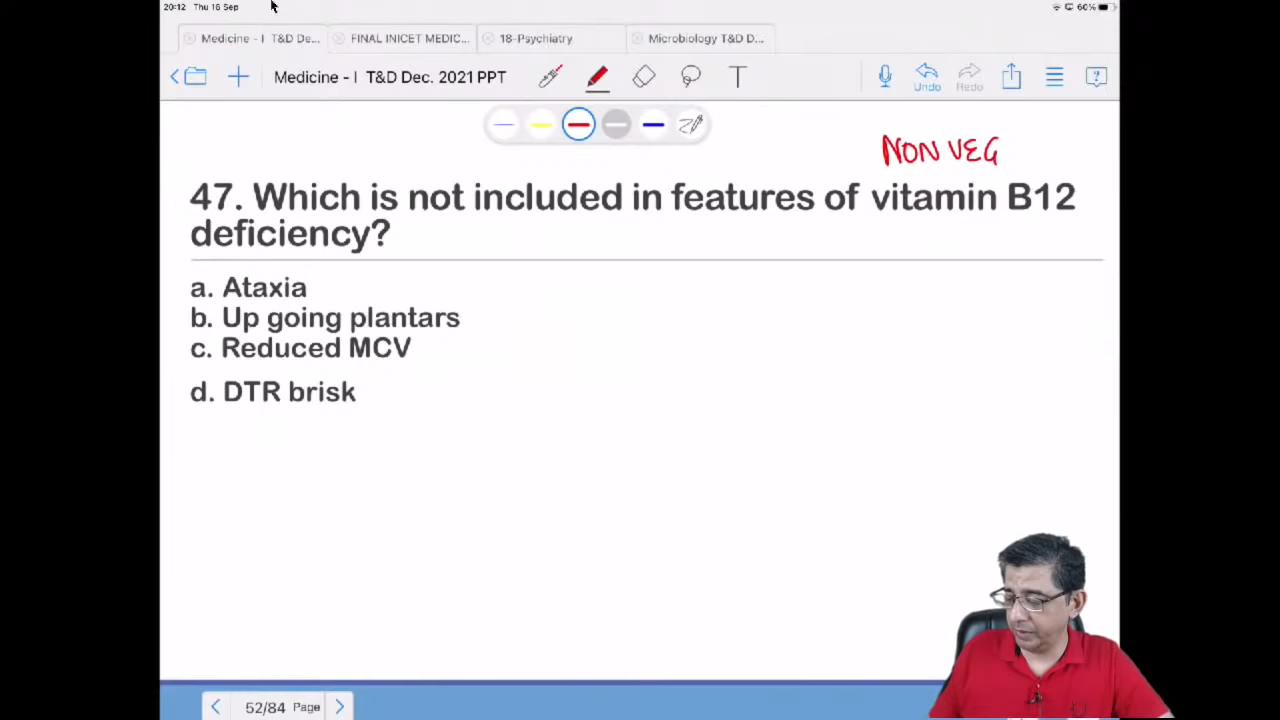 20:12 Thu 16 Sep
60%
Medicine - I T&D De...
FINAL INICET MEDIC...
18-Psychiatry
Microbiology T&D D...
Medicine - I T&D Dec. 2021 PPT
T
Undo
Redo
NON VEG
47. Which is not included in features of vitamin B12
deficiency?
a. Ataxia
b. Up going plantars
c. Reduced MCV
d. DTR brisk
52/84 Page